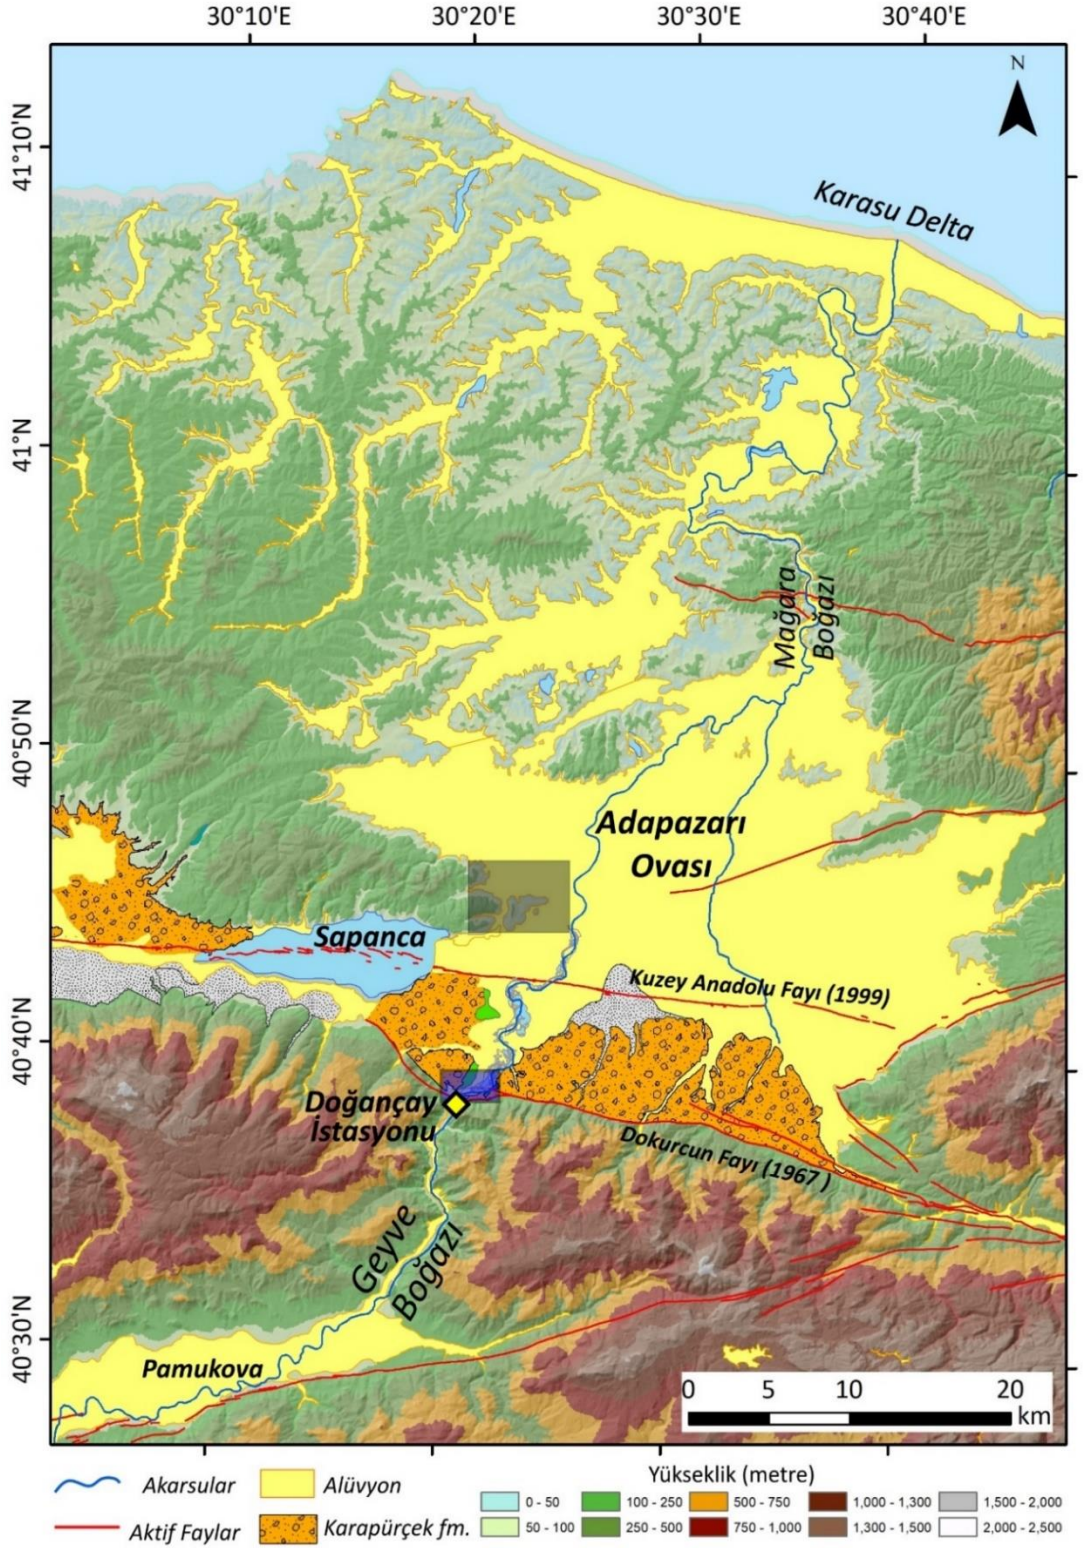 30°10'E 30°20'E 30°30'E 30°40'E
N
41°10'N
Karasu Delta
41°N
Mağara
Boğazı
40°50'N
Adapazarı
Ovası
Sapanca
Kuzey Anadolu Fayı (1999)
40°40'N
Doğançay
İstasyonu
Dokurcun Fayı (1967 )
Geyve
Boğazı
40°30'N
Pamukova
0 5 10 20
km
Yükseklik (metre)
Akarsular Alüvyon
0 - 50 100 - 250 500 - 750 1,000 - 1,300 1,500 - 2,000
Aktif Faylar Karapürçek fm.
50 - 100 250 - 500 750 - 1,000 1,300 - 1,500 2,000 - 2,500